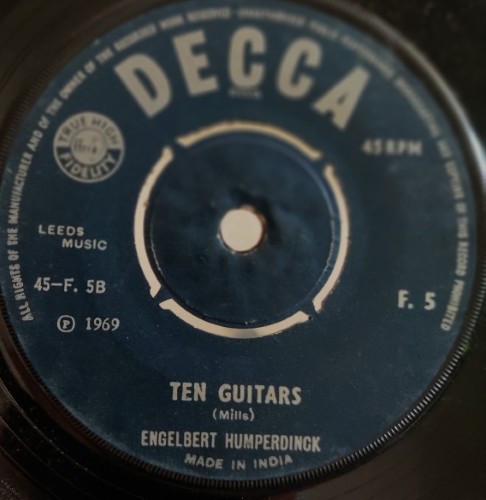 ALL RIGHTS OF THE MANUFACTURER AND OF THE OWNER OF THE RECORDED WORK RESERVED
PROHIBITED
DECCA
TRUE HIGH
FIDELITY
45 RPM
LEEDS
MUSIC
45-F. 5B
F. 5
Ⓟ 1969
TEN GUITARS
(Mills)
ENGELBERT HUMPERDINCK
MADE IN INDIA